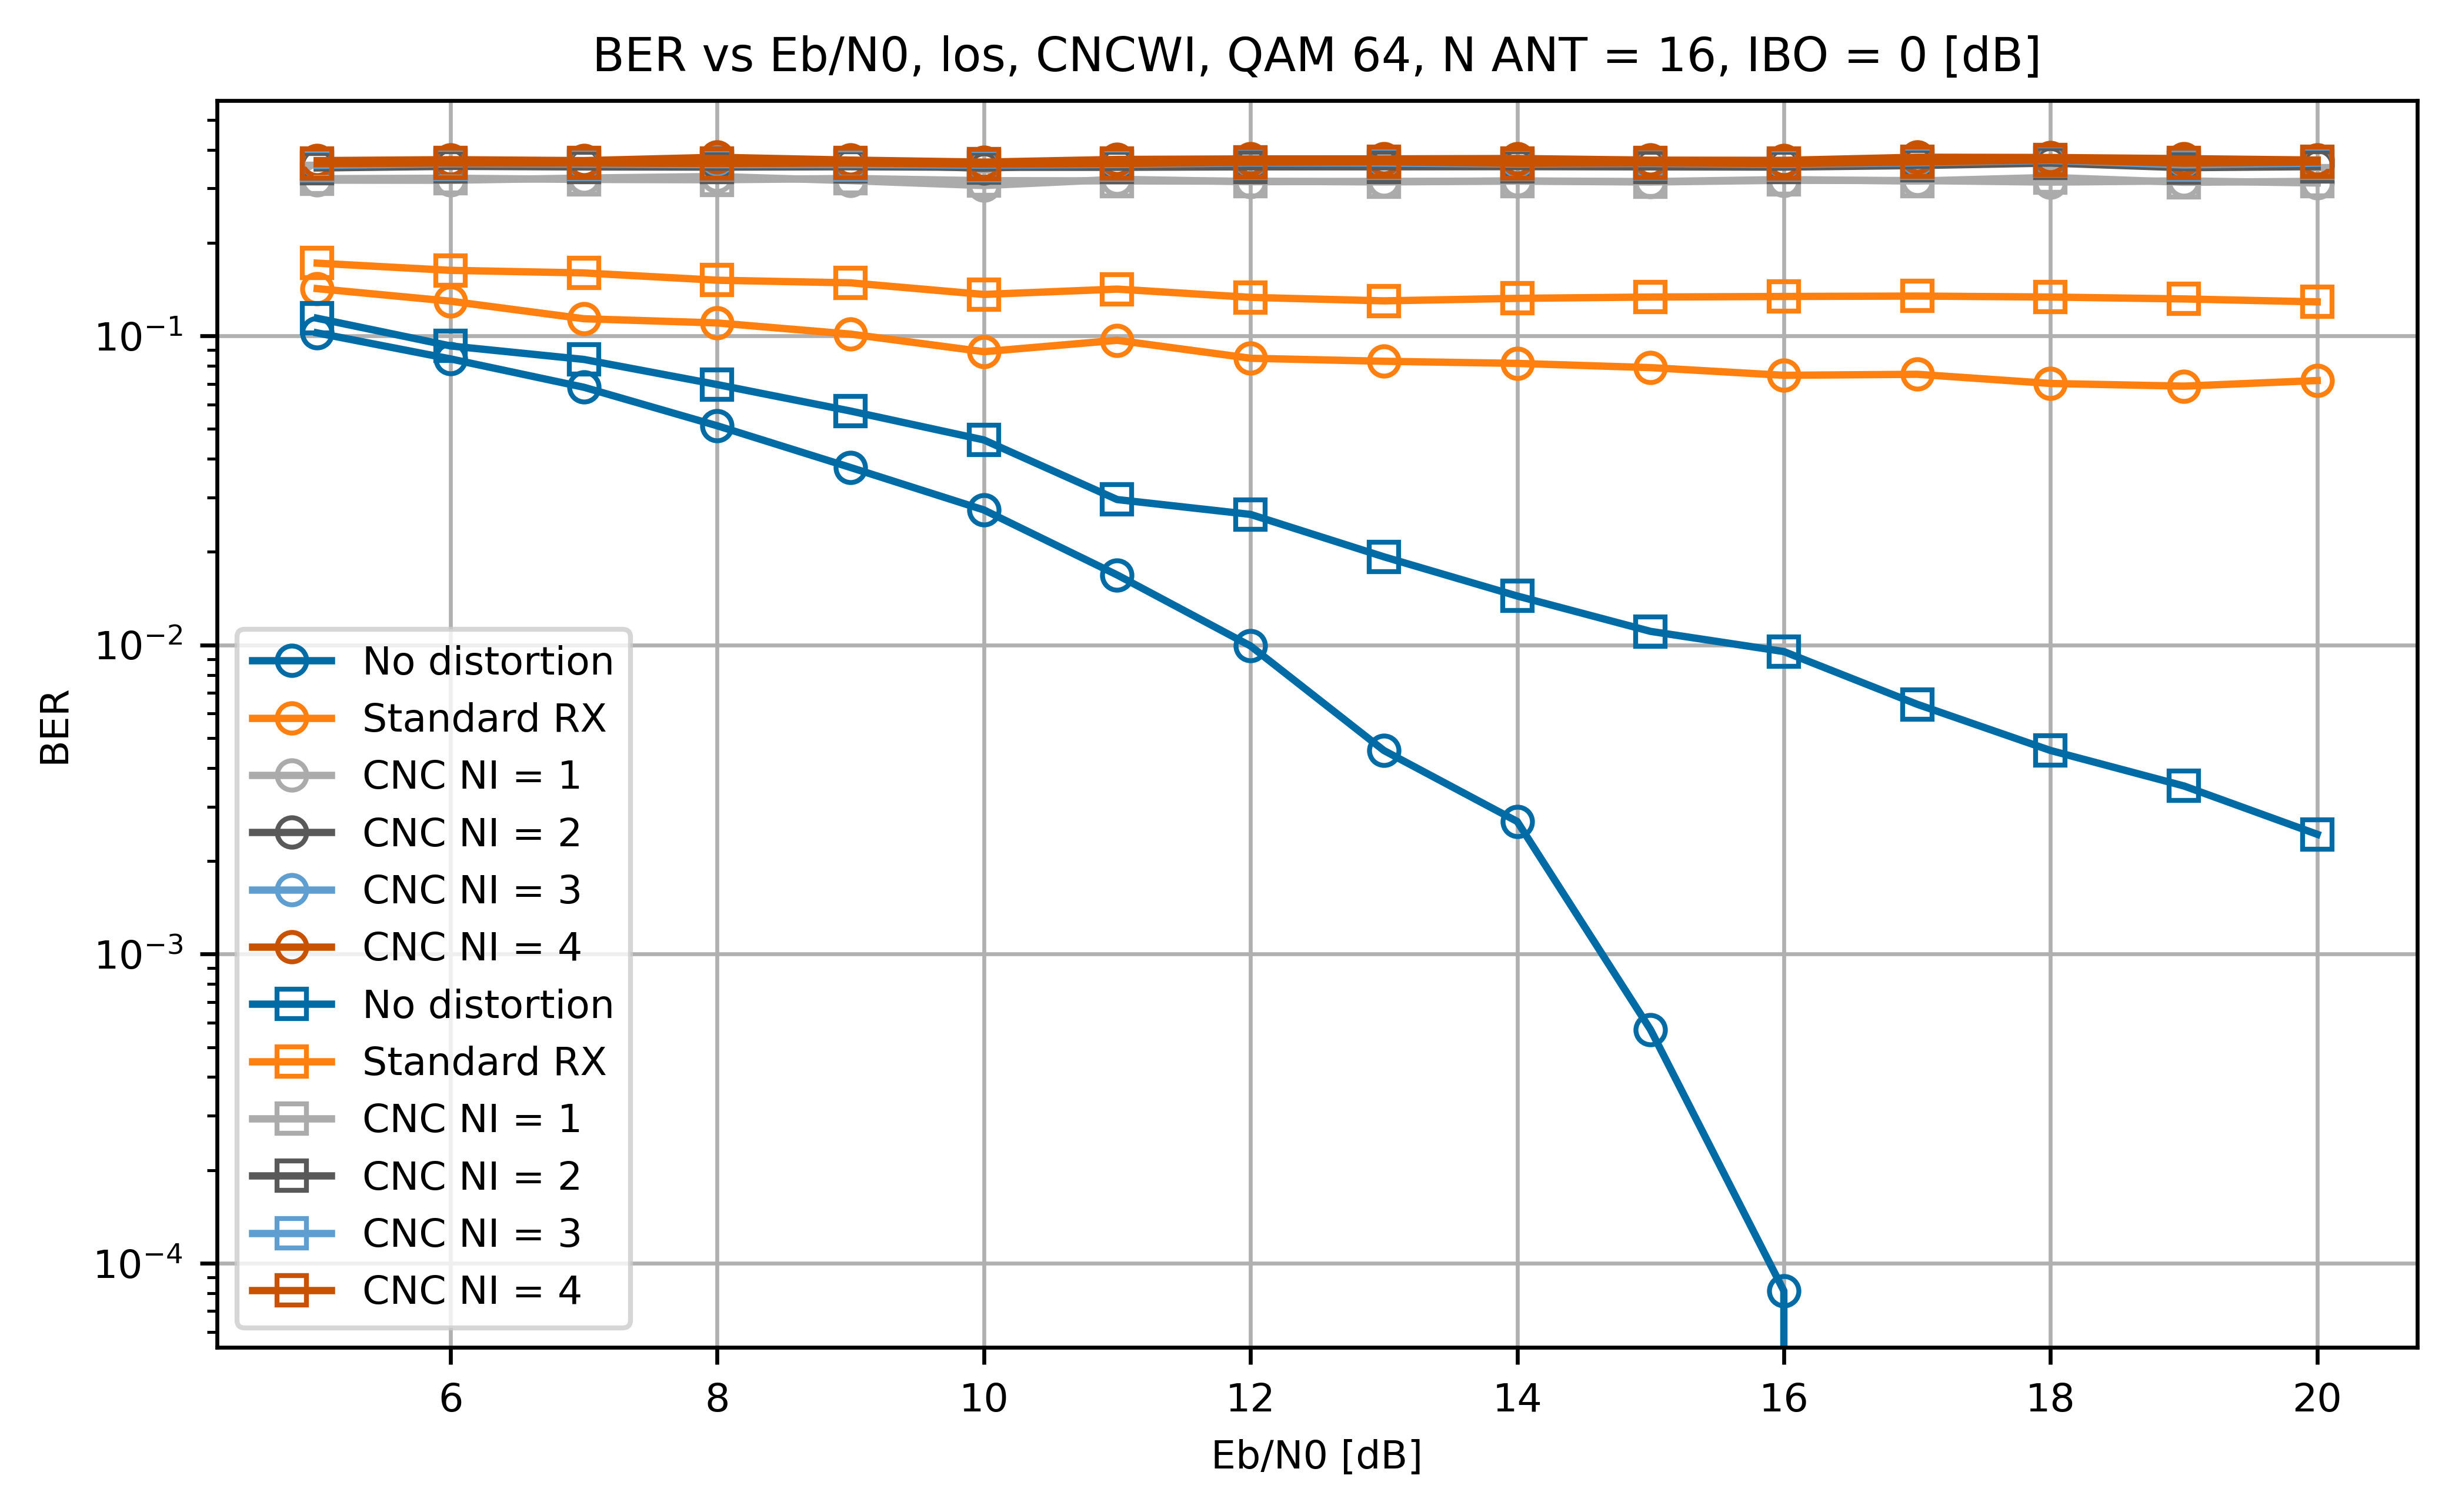 BER vs Eb/N0, los, CNCWI, QAM 64, N ANT = 16, IBO = 0 [dB]
BER
10⁻¹
10⁻²
10⁻³
10⁻⁴
No distortion
Standard RX
CNC NI = 1
CNC NI = 2
CNC NI = 3
CNC NI = 4
No distortion
Standard RX
CNC NI = 1
CNC NI = 2
CNC NI = 3
CNC NI = 4
6 8 10 12 14 16 18 20
Eb/N0 [dB]